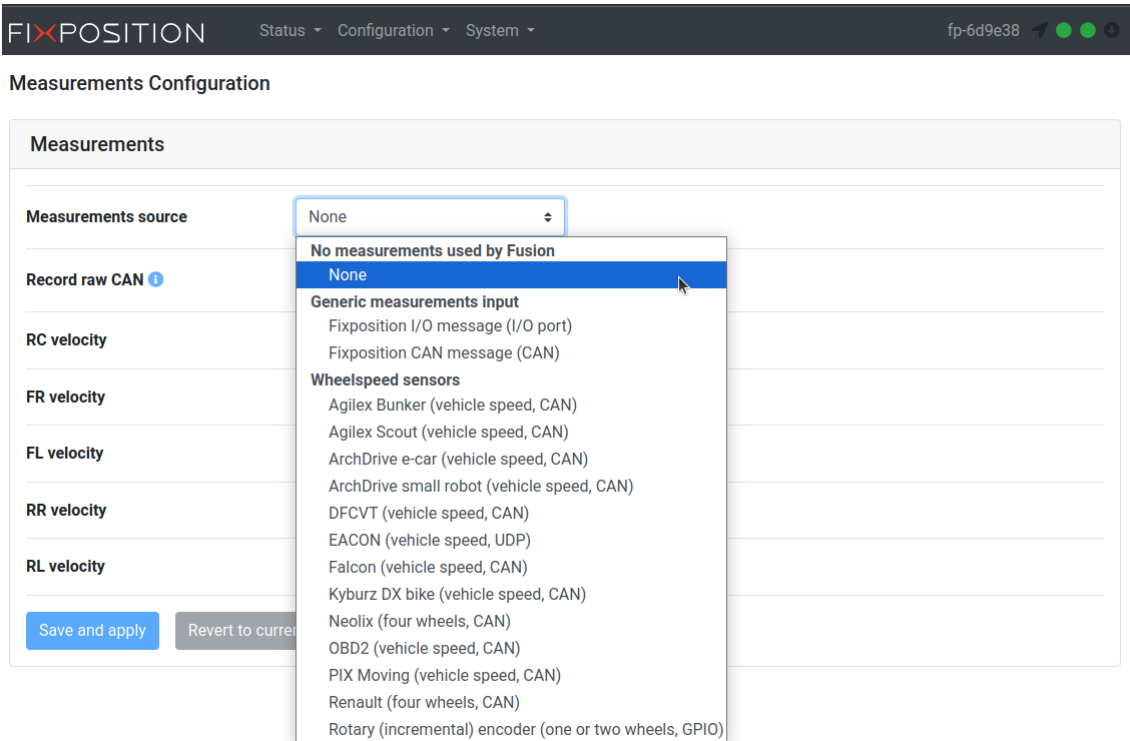 FIXPOSITION Status Configuration System fp-6d9e38
Measurements Configuration
Measurements
Measurements source None
No measurements used by Fusion
None
Record raw CAN
Generic measurements input
Fixposition I/O message (I/O port)
RC velocity
Fixposition CAN message (CAN)
Wheelspeed sensors
FR velocity
Agilex Bunker (vehicle speed, CAN)
Agilex Scout (vehicle speed, CAN)
FL velocity
ArchDrive e-car (vehicle speed, CAN)
ArchDrive small robot (vehicle speed, CAN)
RR velocity
DFCVT (vehicle speed, CAN)
EACON (vehicle speed, UDP)
RL velocity
Falcon (vehicle speed, CAN)
Kyburz DX bike (vehicle speed, CAN)
Neolix (four wheels, CAN)
Save and apply Revert to curre
OBD2 (vehicle speed, CAN)
PIX Moving (vehicle speed, CAN)
Renault (four wheels, CAN)
Rotary (incremental) encoder (one or two wheels, GPIO)